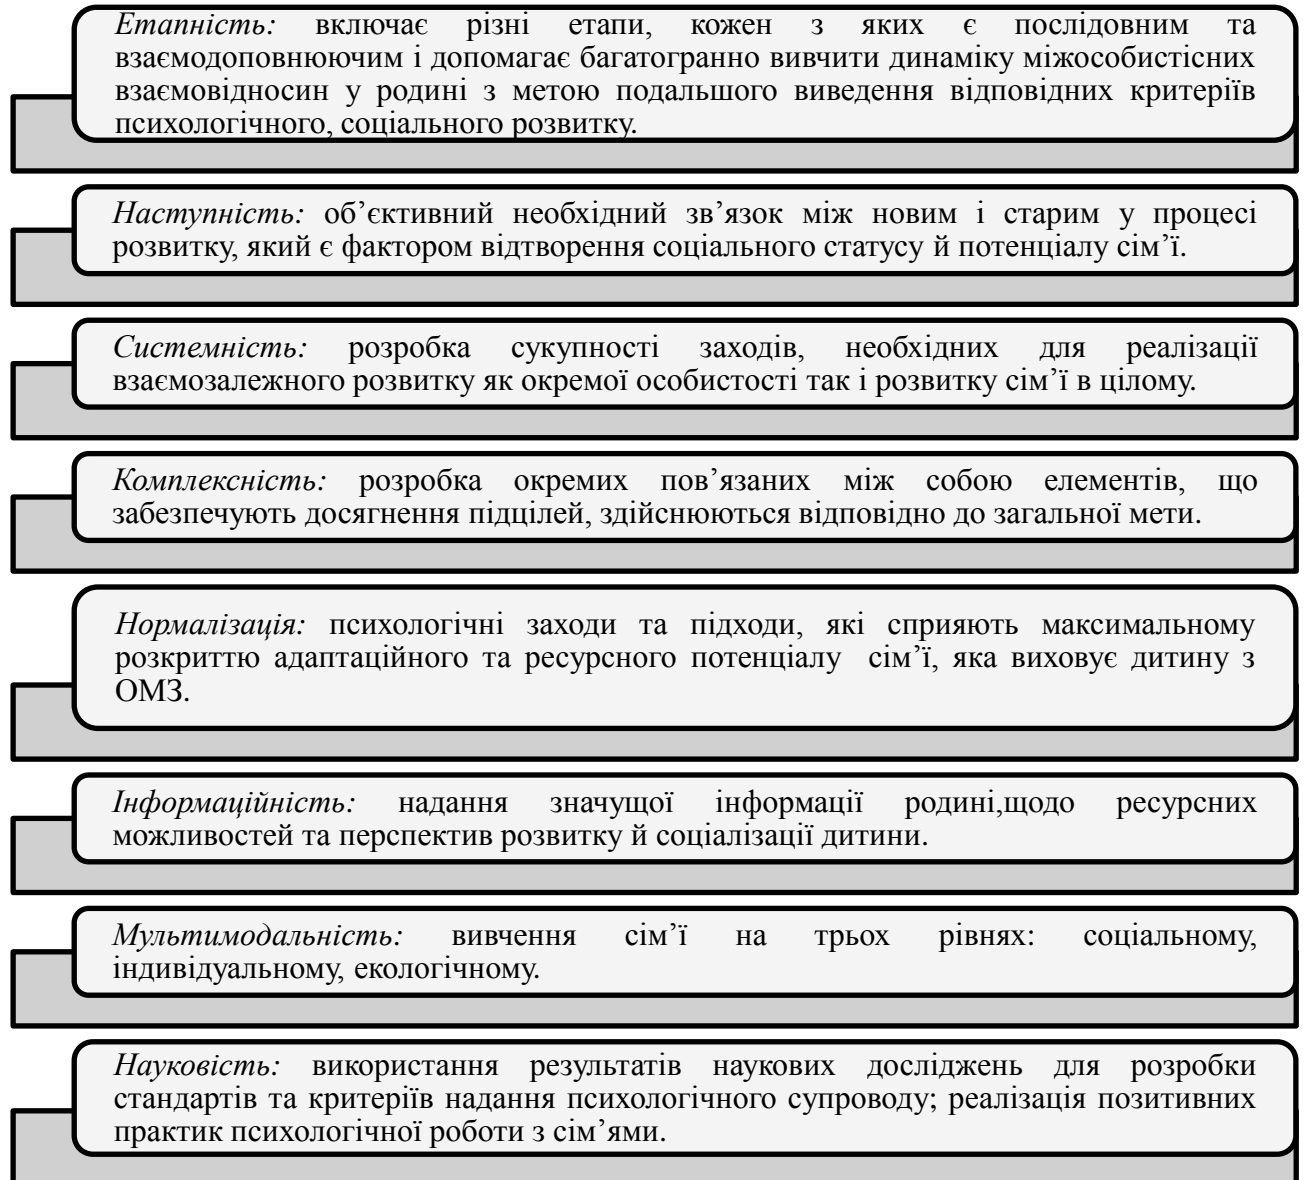 Етапність: включає різні етапи, кожен з яких є послідовним та
взаємодоповнюючим і допомагає багатогранно вивчити динаміку міжособистісних
взаємовідносин у родині з метою подальшого виведення відповідних критеріїв
психологічного, соціального розвитку.
Наступність: об’єктивний необхідний зв’язок між новим і старим у процесі
розвитку, який є фактором відтворення соціального статусу й потенціалу сім’ї.
Системність: розробка сукупності заходів, необхідних для реалізації
взаємозалежного розвитку як окремої особистості так і розвитку сім’ї в цілому.
Комплексність: розробка окремих пов’язаних між собою елементів, що
забезпечують досягнення підцілей, здійснюються відповідно до загальної мети.
Нормалізація: психологічні заходи та підходи, які сприяють максимальному
розкриттю адаптаційного та ресурсного потенціалу сім’ї, яка виховує дитину з
ОМЗ.
Інформаційність: надання значущої інформації родині,щодо ресурсних
можливостей та перспектив розвитку й соціалізації дитини.
Мультимодальність: вивчення сім’ї на трьох рівнях: соціальному,
індивідуальному, екологічному.
Науковість: використання результатів наукових досліджень для розробки
стандартів та критеріїв надання психологічного супроводу; реалізація позитивних
практик психологічної роботи з сім’ями.